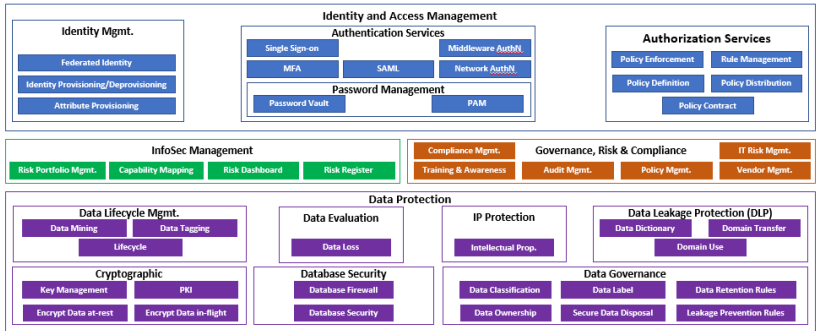 Identity and Access Management
Identity Mgmt.
Federated Identity
Identity Provisioning/Deprovisioning
Attribute Provisioning
Authentication Services
Single Sign-on
Middleware AuthN
MFA
SAML
Network AuthN
Password Management
Password Vault
PAM
Authorization Services
Policy Enforcement
Rule Management
Policy Definition
Policy Distribution
Policy Contract
InfoSec Management
Risk Portfolio Mgmt.
Capability Mapping
Risk Dashboard
Risk Register
Governance, Risk & Compliance
Compliance Mgmt.
IT Risk Mgmt.
Training & Awareness
Audit Mgmt.
Policy Mgmt.
Vendor Mgmt.
Data Protection
Data Lifecycle Mgmt.
Data Mining
Data Tagging
Lifecycle
Data Evaluation
Data Loss
IP Protection
Intellectual Prop.
Data Leakage Protection (DLP)
Data Dictionary
Domain Transfer
Domain Use
Cryptographic
Key Management
PKI
Encrypt Data at-rest
Encrypt Data in-flight
Database Security
Database Firewall
Database Security
Data Governance
Data Classification
Data Label
Data Retention Rules
Data Ownership
Secure Data Disposal
Leakage Prevention Rules